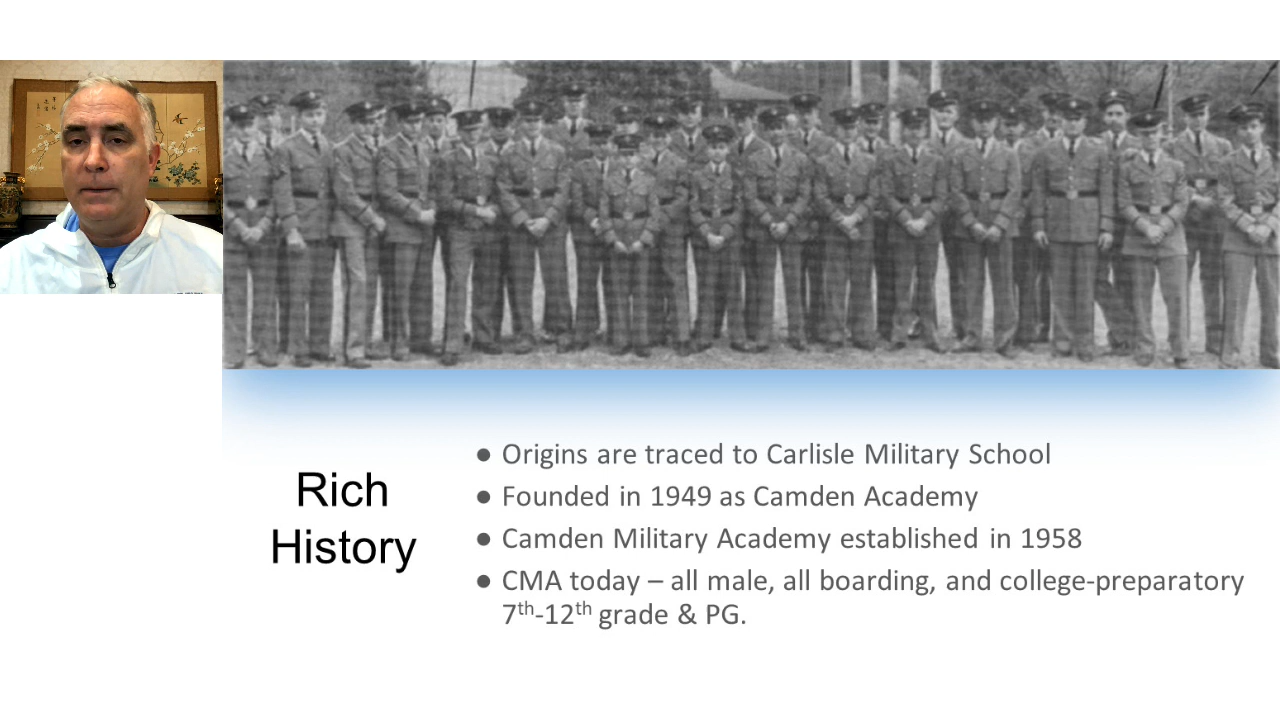 Rich
History
● Origins are traced to Carlisle Military School
● Founded in 1949 as Camden Academy
● Camden Military Academy established in 1958
● CMA today – all male, all boarding, and college-preparatory
7th-12th grade & PG.